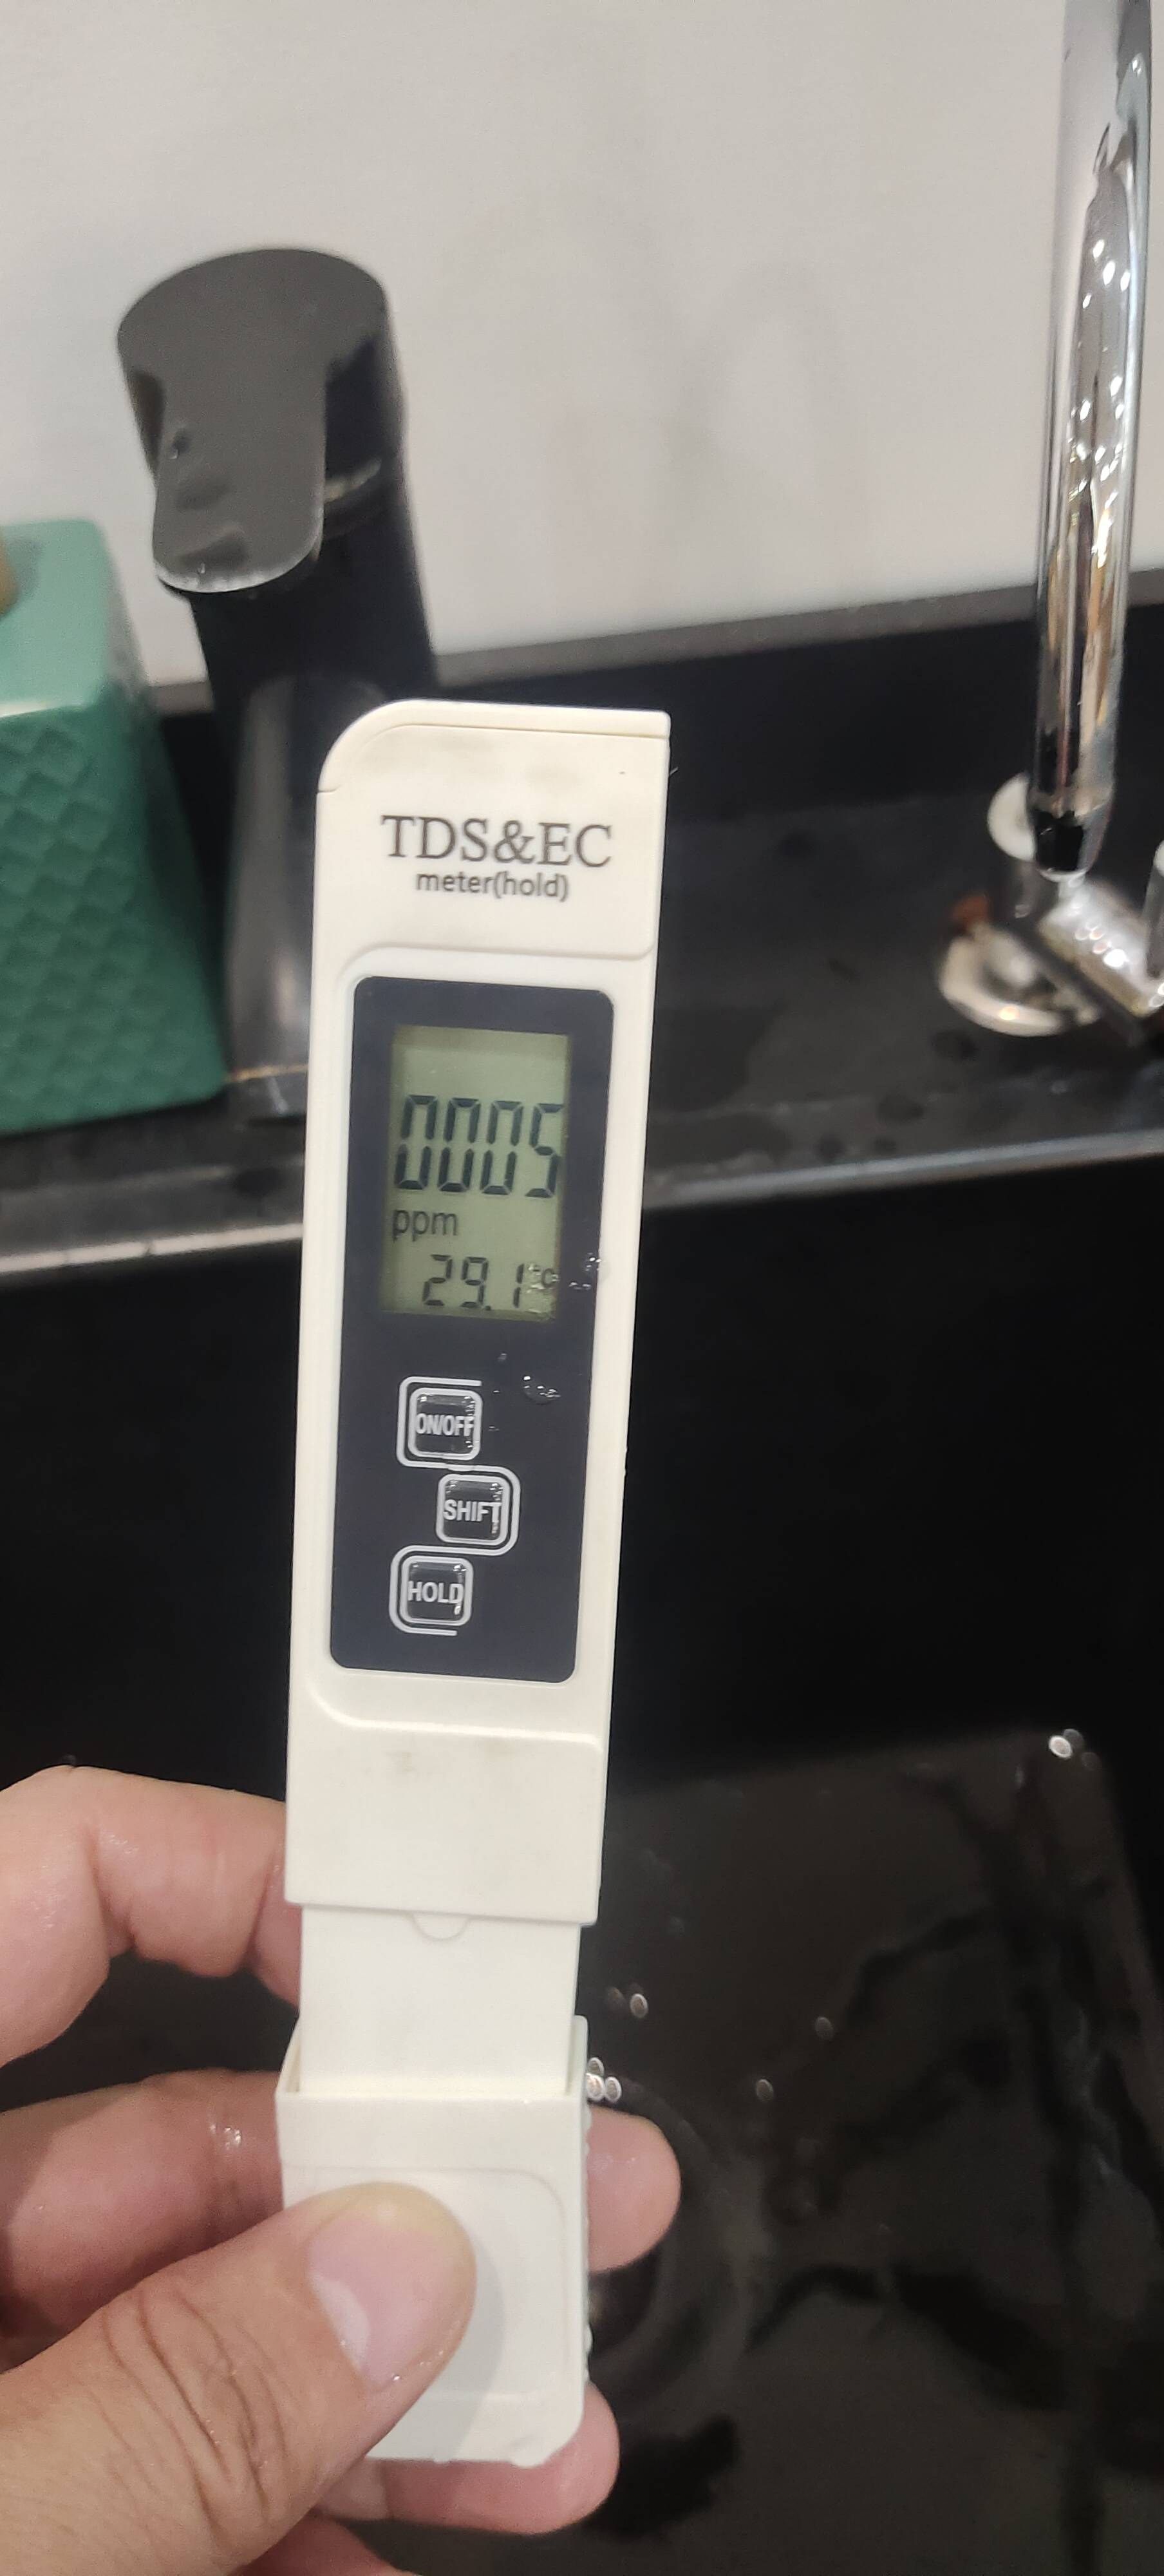 TDS&EC
meter(hold)
0005
ppm
29.1°C
ON/OFF
SHIFT
HOLD